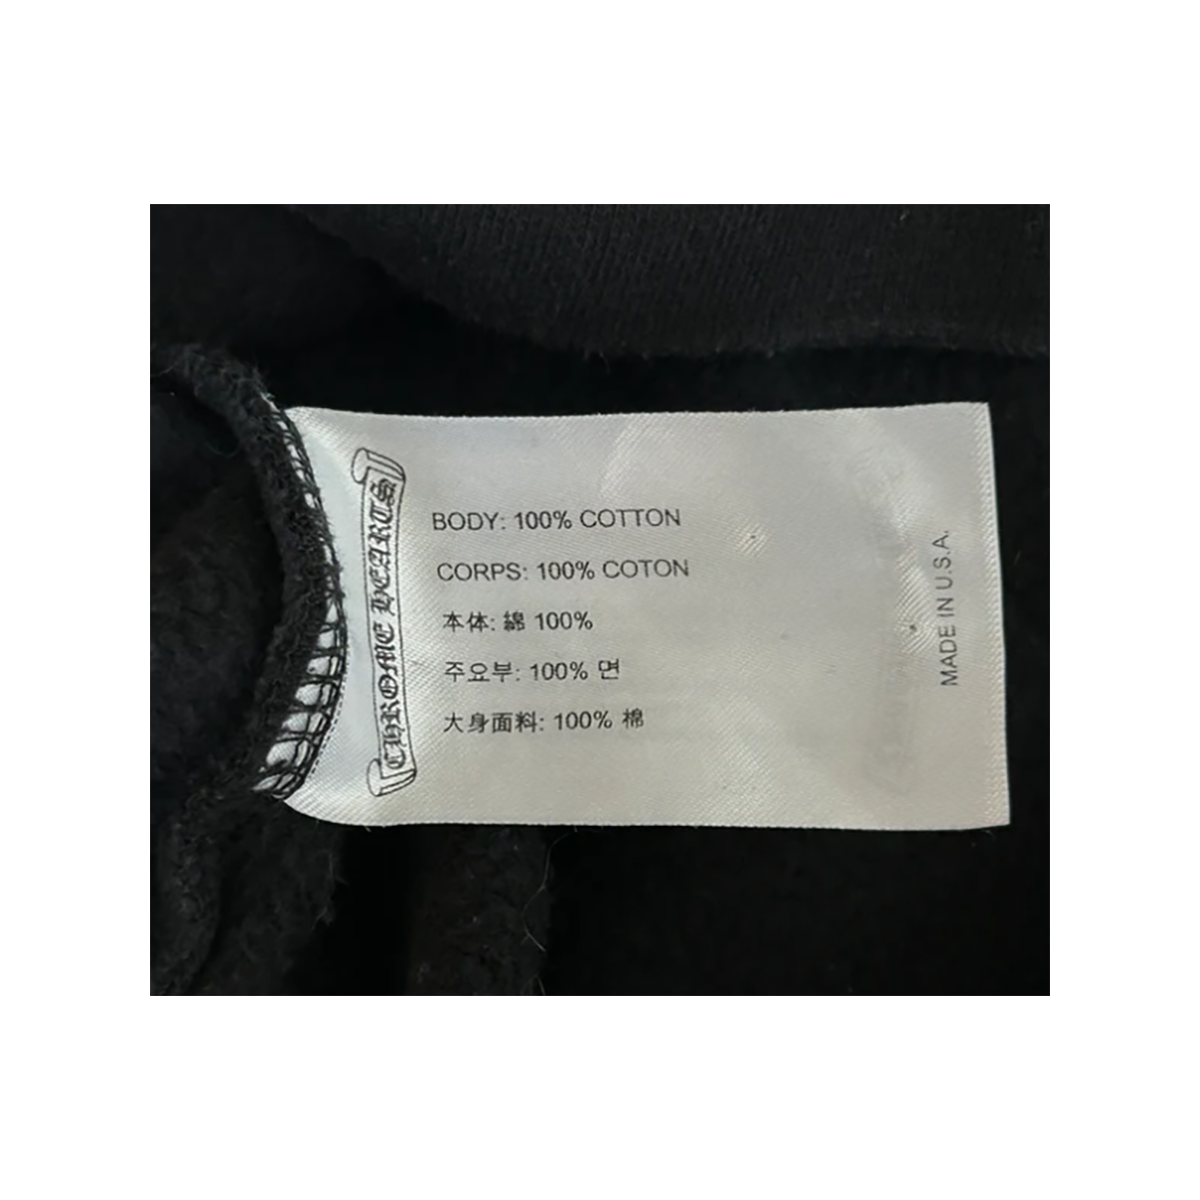 CHROME HEARTS
BODY: 100% COTTON
CORPS: 100% COTON
本体: 綿 100%
주요부: 100% 면
大身面料: 100% 棉
MADE IN U.S.A.